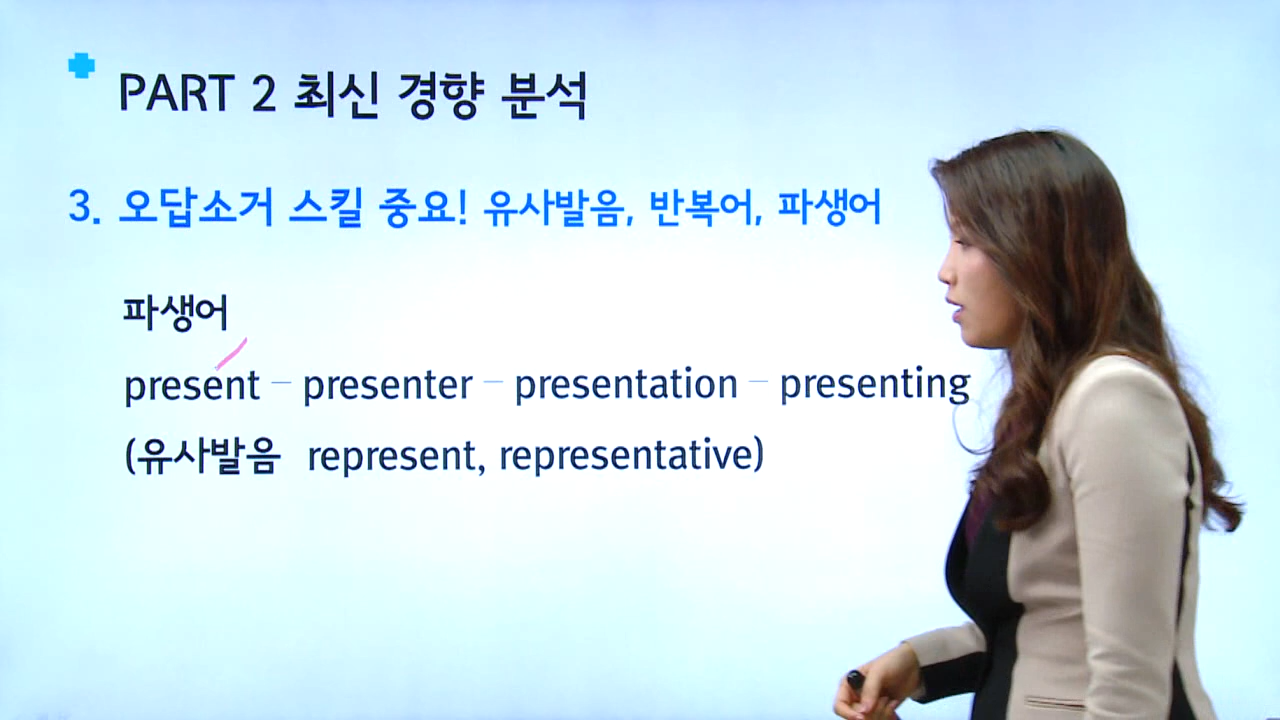 PART 2 최신 경향 분석
3. 오답소거 스킬 중요! 유사발음, 반복어, 파생어
파생어
present – presenter – presentation – presenting
(유사발음 represent, representative)